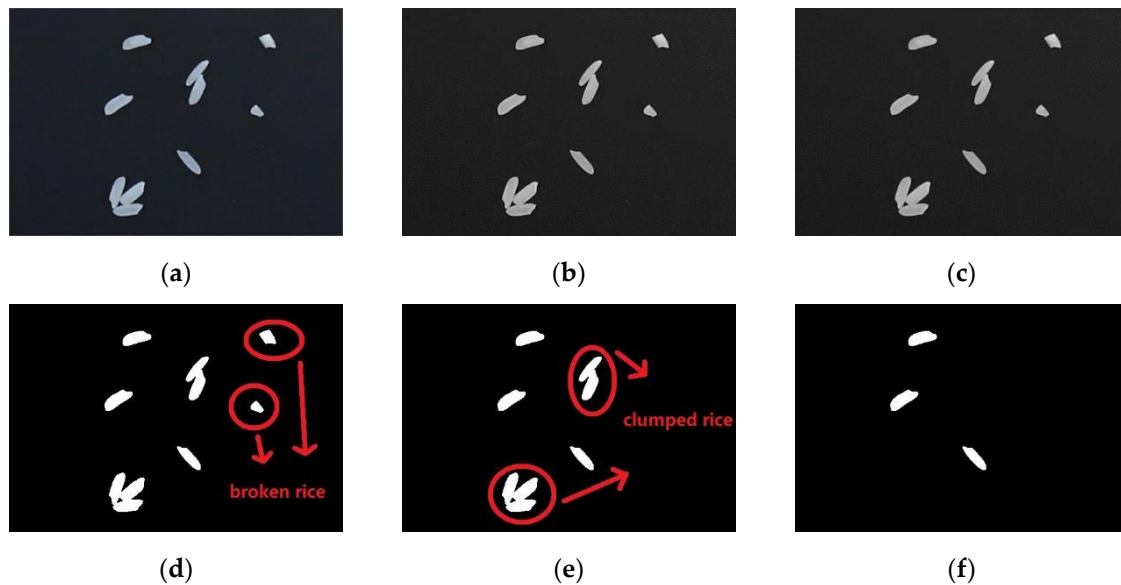 (a)
(b)
(c)
broken rice
clumped rice
(d)
(e)
(f)